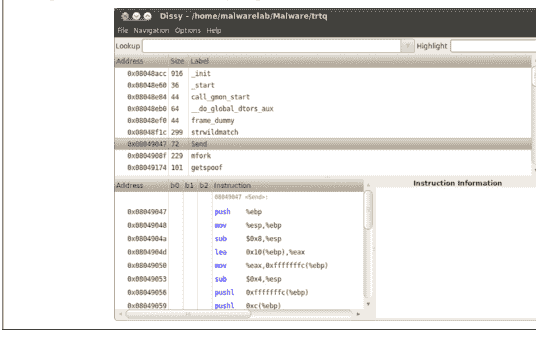 Dissy - /home/malwarelab/Malware/trtq
File Navigation Options Help
Lookup Highlight
Address Size Label
0x08048acc 916 _init
0x08048e60 36 _start
0x08048e84 44 call_gmon_start
0x08048eb0 64 __do_global_dtors_aux
0x08048ef0 44 frame_dummy
0x08048f1c 299 strwildmatch
0x08049047 72 Send
0x0804908f 229 mfork
0x08049174 101 getspoof
Address b0 b1 b2 Instruction Instruction Information
08049047 <Send>:
0x08049047 push %ebp
0x08049048 mov %esp,%ebp
0x0804904a sub $0x8,%esp
0x0804904d lea 0x10(%ebp),%eax
0x08049050 mov %eax,0xfffffffc(%ebp)
0x08049053 sub $0x4,%esp
0x08049056 pushl 0xfffffffc(%ebp)
0x08049059 pushl 0xc(%ebp)